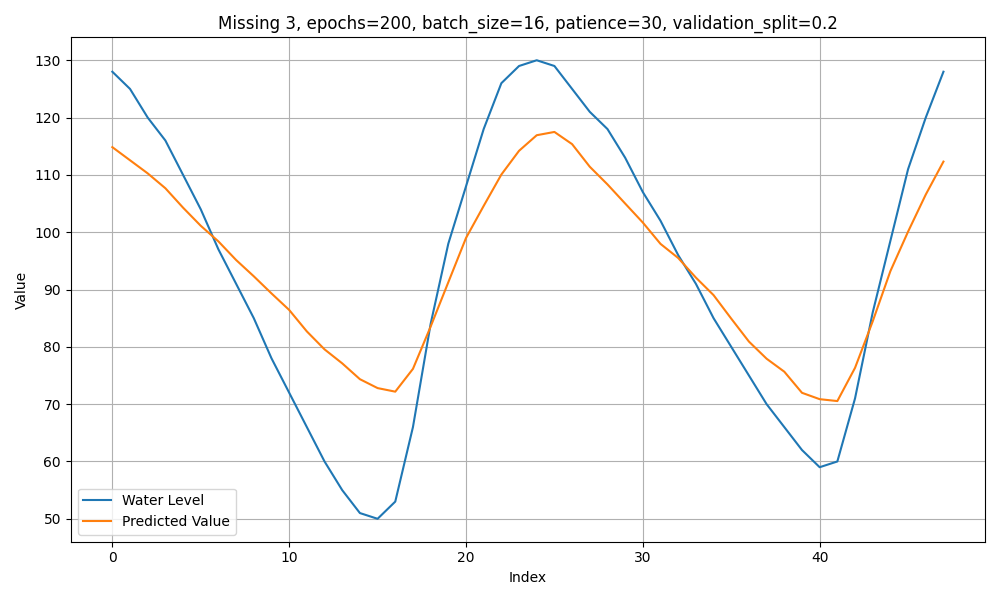 Missing 3, epochs=200, batch_size=16, patience=30, validation_split=0.2
Value
130
120
110
100
90
80
70
60
50
Water Level
Predicted Value
0
10
20
30
40
Index